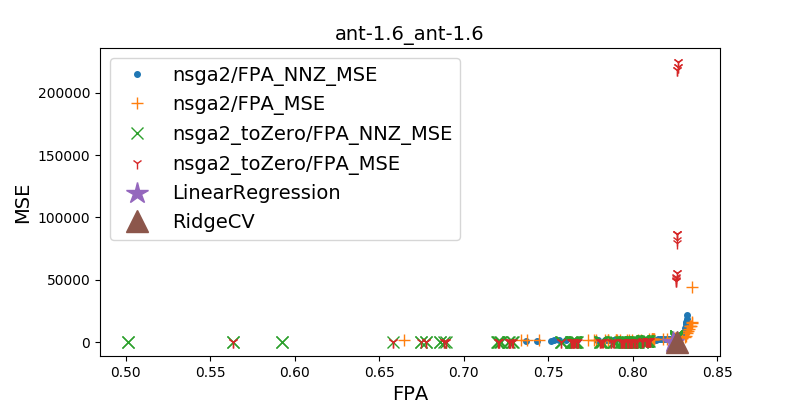 ant-1.6_ant-1.6
nsga2/FPA_NNZ_MSE
nsga2/FPA_MSE
nsga2_toZero/FPA_NNZ_MSE
nsga2_toZero/FPA_MSE
LinearRegression
RidgeCV
MSE
200000
150000
100000
50000
0
0.50 0.55 0.60 0.65 0.70 0.75 0.80 0.85
FPA